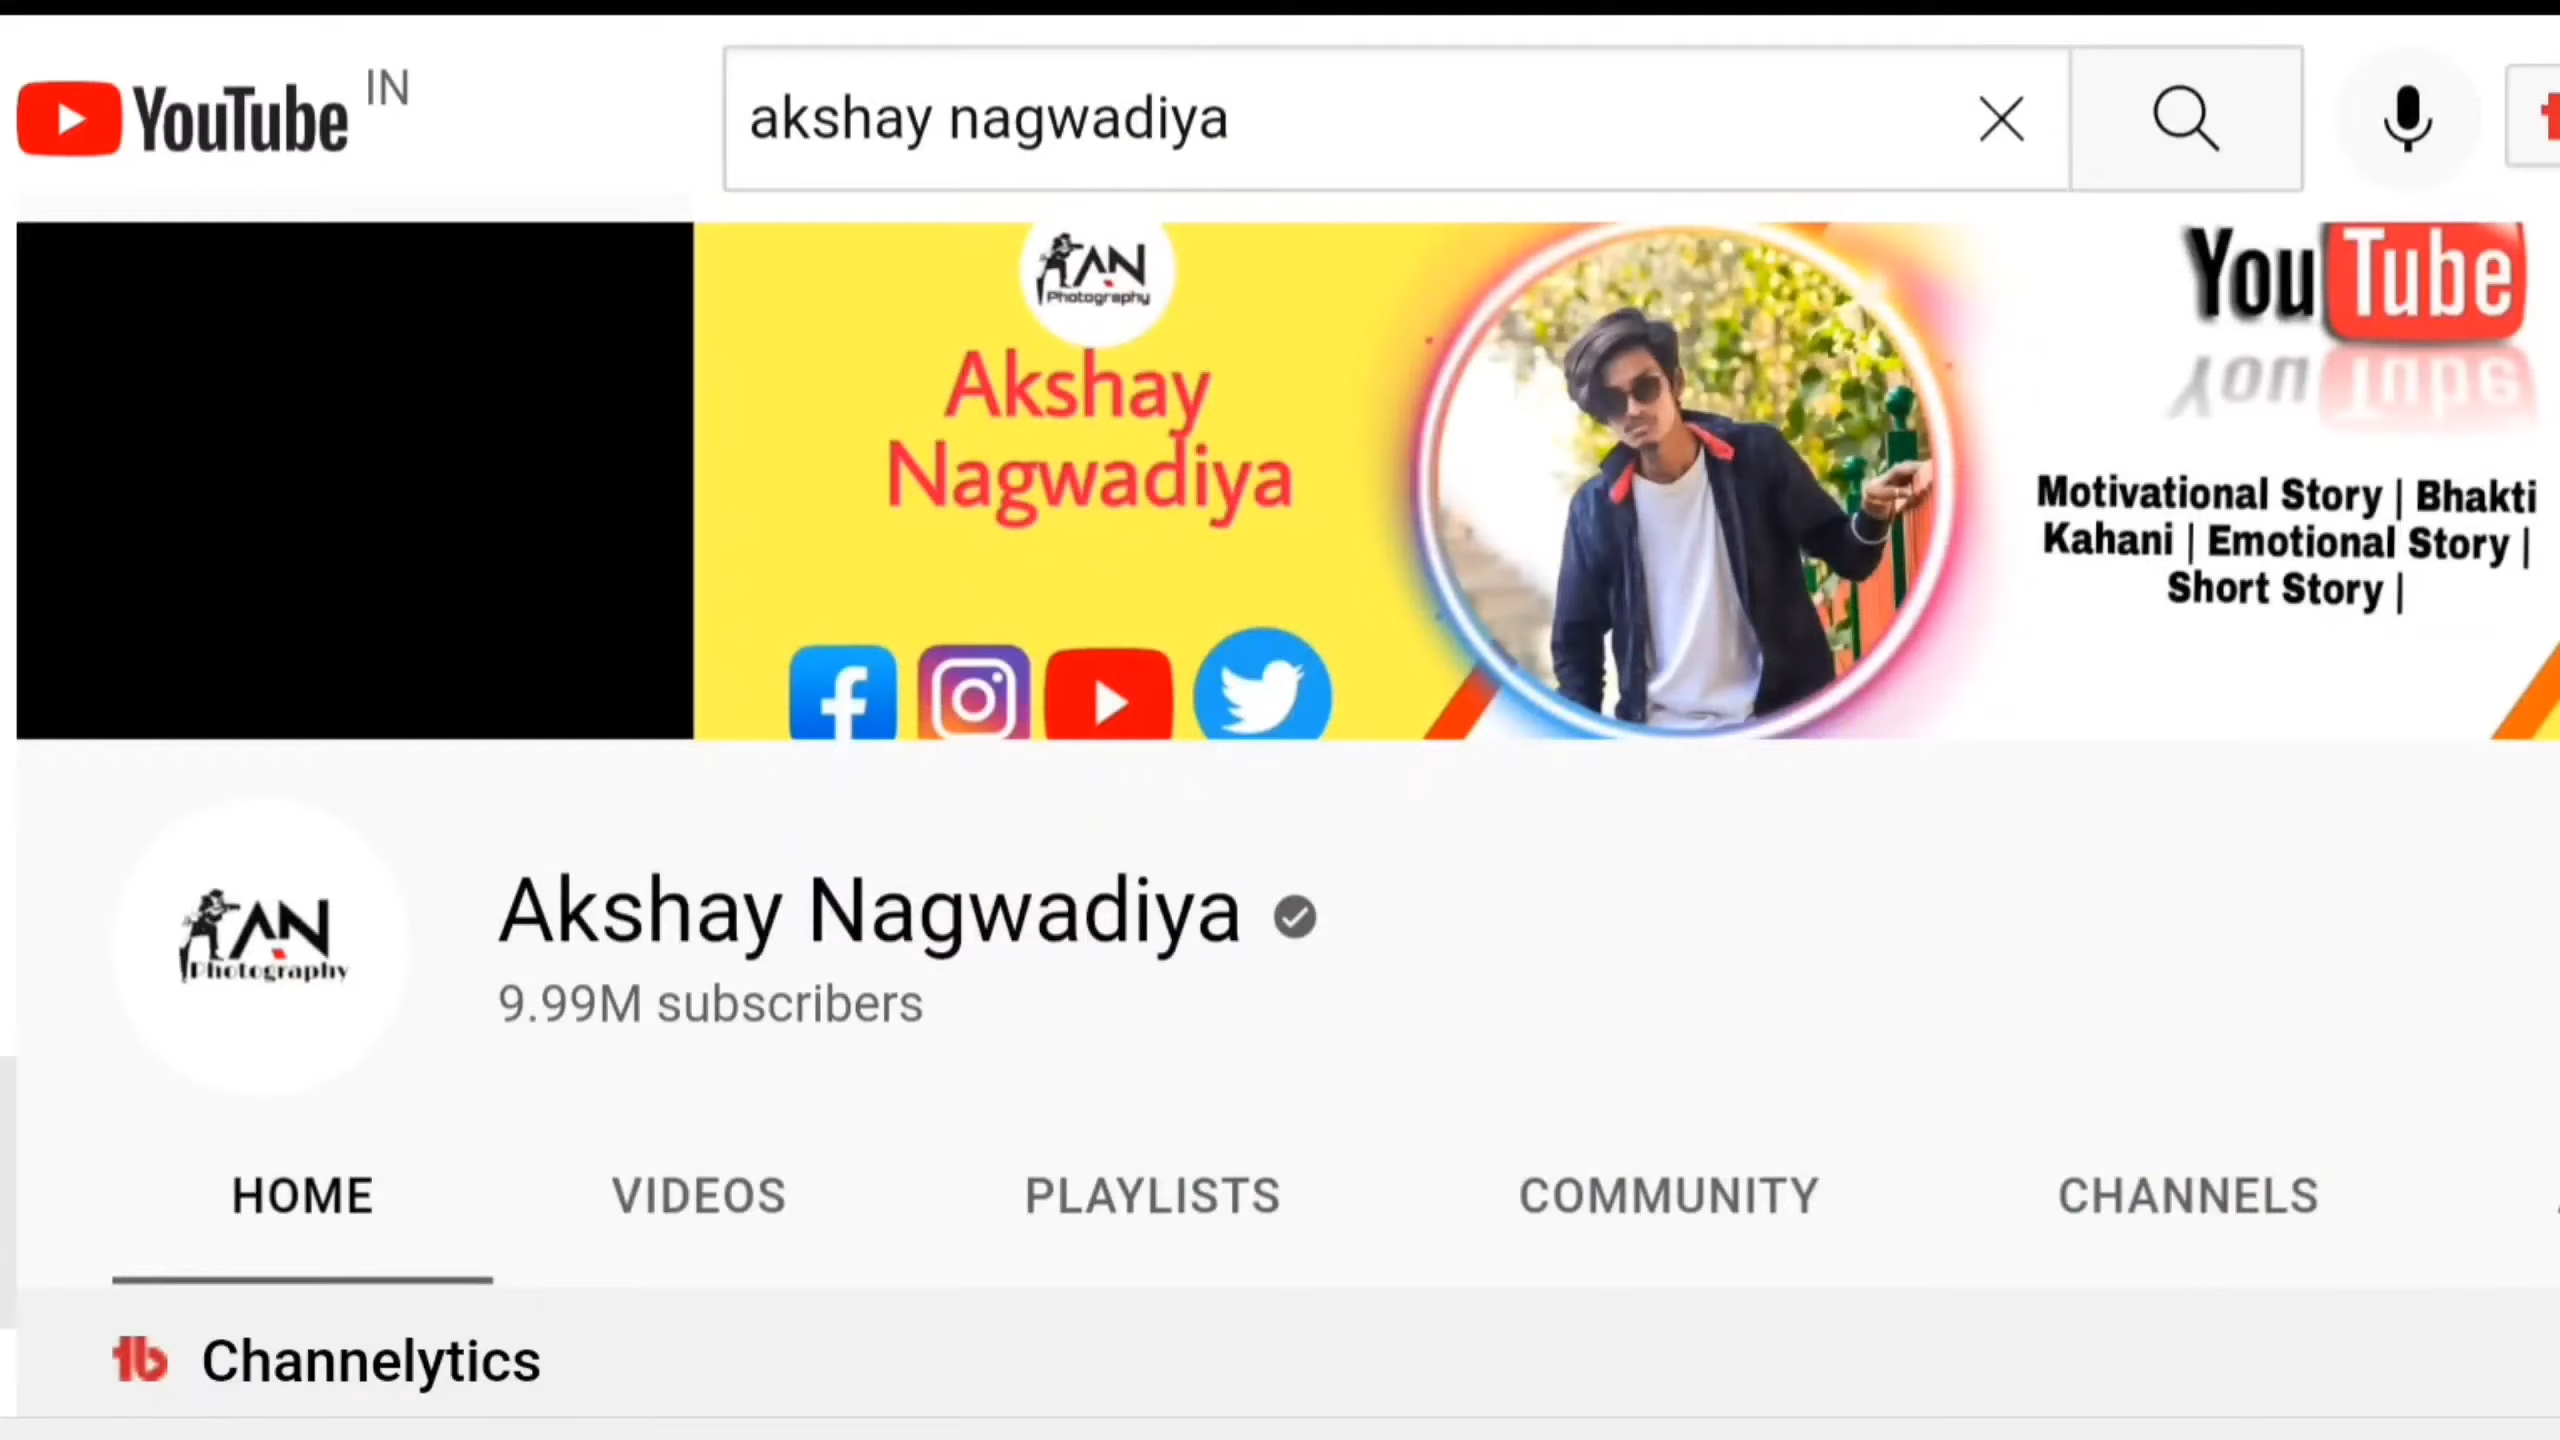 YouTube IN
akshay nagwadiya
AN
Photography
Akshay
Nagwadiya
YouTube
Motivational Story | Bhakti
Kahani | Emotional Story |
Short Story |
AN
Photography
Akshay Nagwadiya
9.99M subscribers
HOME VIDEOS PLAYLISTS COMMUNITY CHANNELS
tb Channelytics